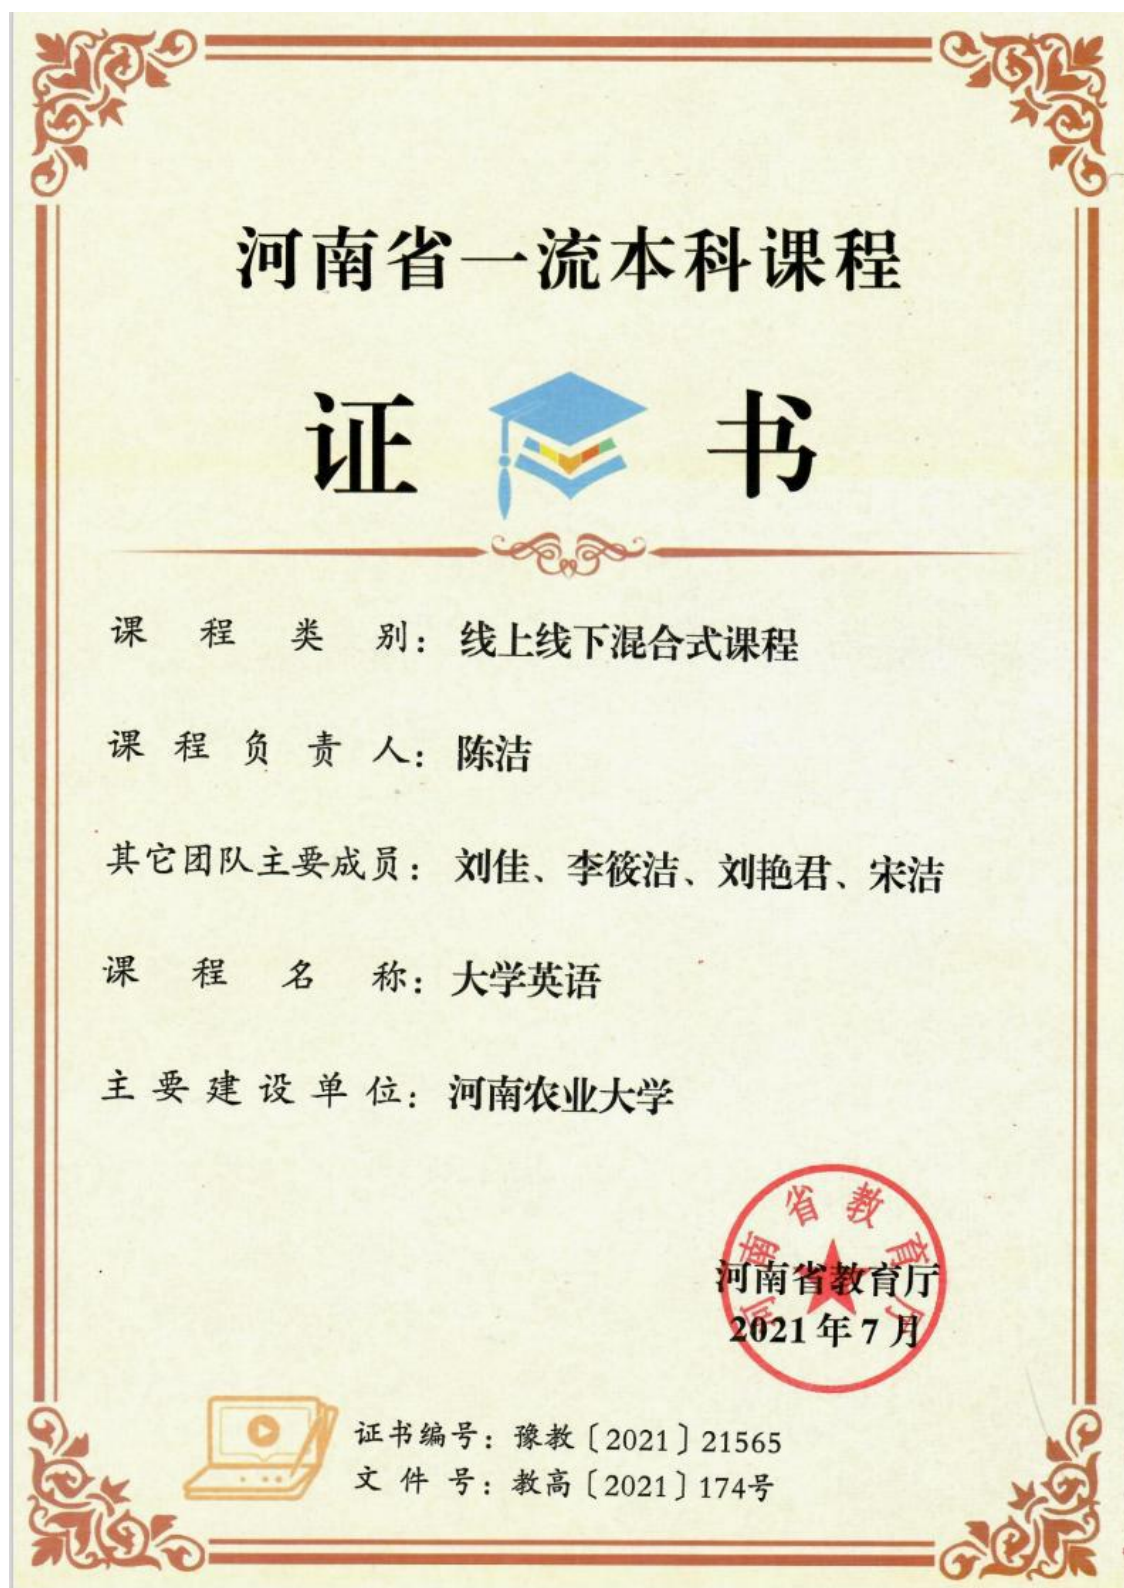 河南省一流本科课程
证书
课程类别：线上线下混合式课程
课程负责人：陈洁
其它团队主要成员：刘佳、李筱洁、刘艳君、宋洁
课程名称：大学英语
主要建设单位：河南农业大学
河南省教育厅
河南省教育厅
2021年7月
证书编号：豫教〔2021〕21565
文件号：教高〔2021〕174号